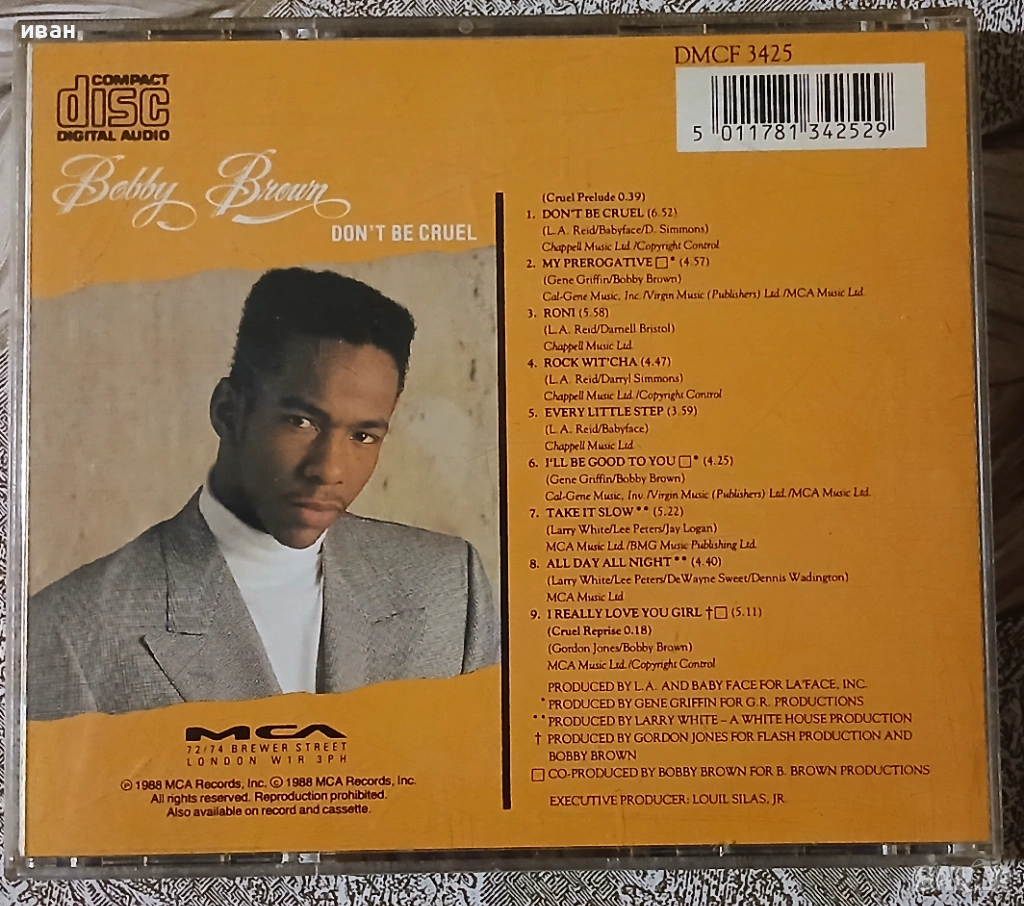 иван
COMPACT
disc
DIGITAL AUDIO
DMCF 3425
5 011781 342529
Bobby Brown
DON'T BE CRUEL
(Cruel Prelude 0.39)
1. DON'T BE CRUEL (6.52)
(L.A. Reid/Babyface/D. Simmons)
Chappell Music Ltd./Copyright Control
2. MY PREROGATIVE □* (4.57)
(Gene Griffin/Bobby Brown)
Cal-Gene Music, Inc./Virgin Music (Publishers) Ltd./MCA Music Ltd.
3. RONI (5.58)
(L.A. Reid/Darnell Bristol)
Chappell Music Ltd.
4. ROCK WIT'CHA (4.47)
(L.A. Reid/Darryl Simmons)
Chappell Music Ltd./Copyright Control
5. EVERY LITTLE STEP (3.59)
(L.A. Reid/Babyface)
Chappell Music Ltd.
6. I'LL BE GOOD TO YOU □* (4.25)
(Gene Griffin/Bobby Brown)
Cal-Gene Music, Inv./Virgin Music (Publishers) Ltd./MCA Music Ltd.
7. TAKE IT SLOW** (5.22)
(Larry White/Lee Peters/Jay Logan)
MCA Music Ltd./BMG Music Publishing Ltd.
8. ALL DAY ALL NIGHT** (4.40)
(Larry White/Lee Peters/DeWayne Sweet/Dennis Wadington)
MCA Music Ltd
9. I REALLY LOVE YOU GIRL †□ (5.11)
(Cruel Reprise 0.18)
(Gordon Jones/Bobby Brown)
MCA Music Ltd./Copyright Control
PRODUCED BY L.A. AND BABY FACE FOR LA'FACE, INC.
* PRODUCED BY GENE GRIFFIN FOR G.R. PRODUCTIONS
** PRODUCED BY LARRY WHITE – A WHITE HOUSE PRODUCTION
† PRODUCED BY GORDON JONES FOR FLASH PRODUCTION AND
BOBBY BROWN
□ CO-PRODUCED BY BOBBY BROWN FOR B. BROWN PRODUCTIONS
EXECUTIVE PRODUCER: LOUIL SILAS, JR.
MCA
72/74 BREWER STREET
LONDON W1R 3PH
℗ 1988 MCA Records, Inc. © 1988 MCA Records, Inc.
All rights reserved. Reproduction prohibited.
Also available on record and cassette.